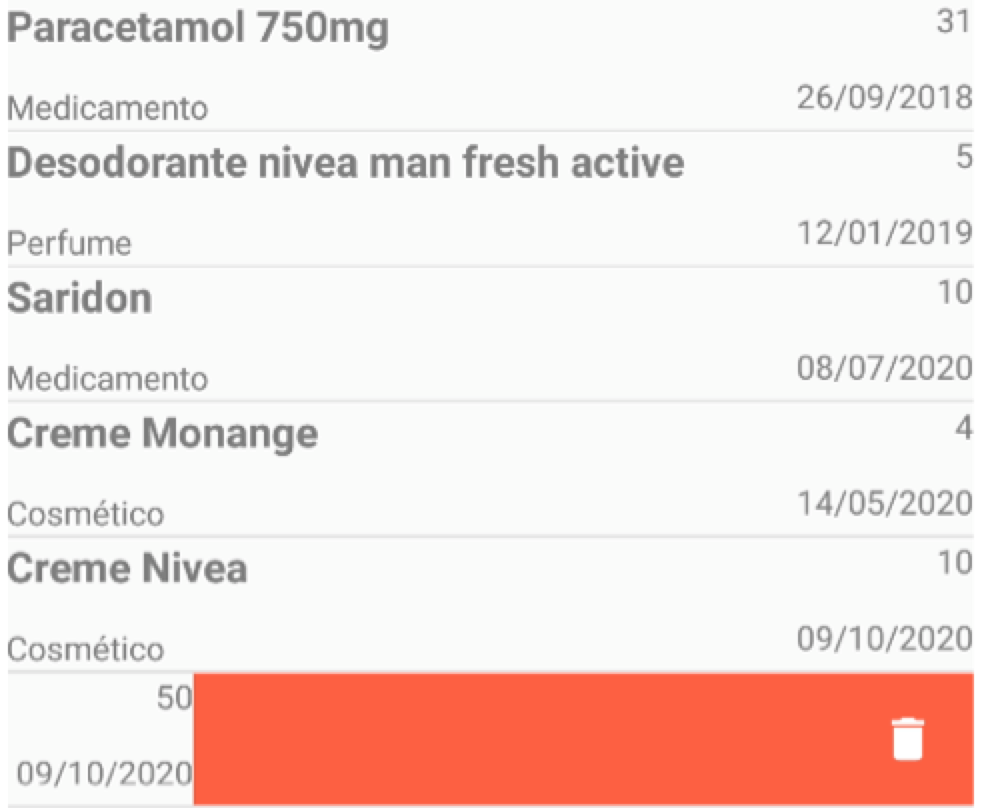 Paracetamol 750mg 31
Medicamento 26/09/2018
Desodorante nivea man fresh active 5
Perfume 12/01/2019
Saridon 10
Medicamento 08/07/2020
Creme Monange 4
Cosmético 14/05/2020
Creme Nivea 10
Cosmético 09/10/2020
50
09/10/2020